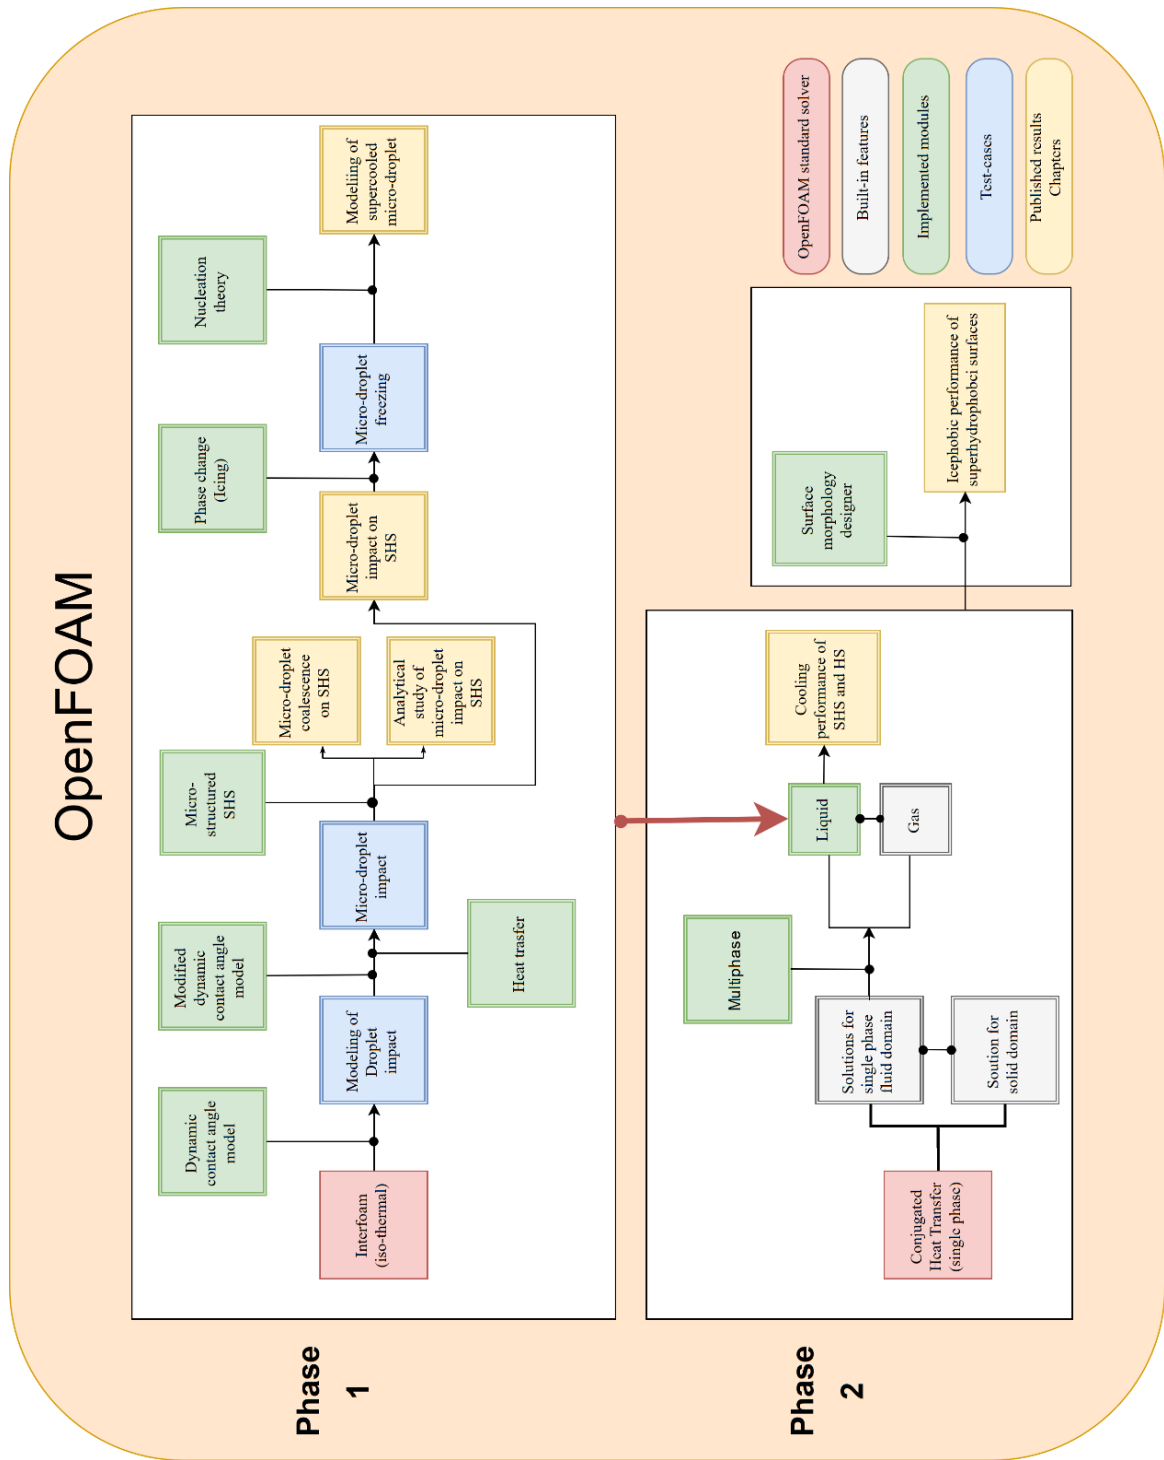 OpenFOAM
Phase
1
Dynamic
contact angle
model
Modified
dynamic
contact angle
model
Micro-
structured
SHS
Phase change
(Icing)
Nucleation
theory
Interfoam
(iso-thermal)
Modeling of
Droplet
impact
Micro-droplet
impact
Micro-droplet
coalescence
on SHS
Analytical
study of
micro-droplet
impact on
SHS
Micro-droplet
impact on
SHS
Micro-droplet
freezing
Modeliing of
supercooled
micro-droplet
Heat trasfer
Phase
2
Conjugated
Heat Transfer
(single phase)
Solutions for
single phase
fluid domain
Soution for
solid domain
Multiphase
Liquid
Gas
Cooling
performance of
SHS and HS
Surface
morphology
designer
Icephobic performance of
superhydrophobci surfaces
OpenFOAM standard solver
Built-in features
Implemented modules
Test-cases
Published results
Chapters